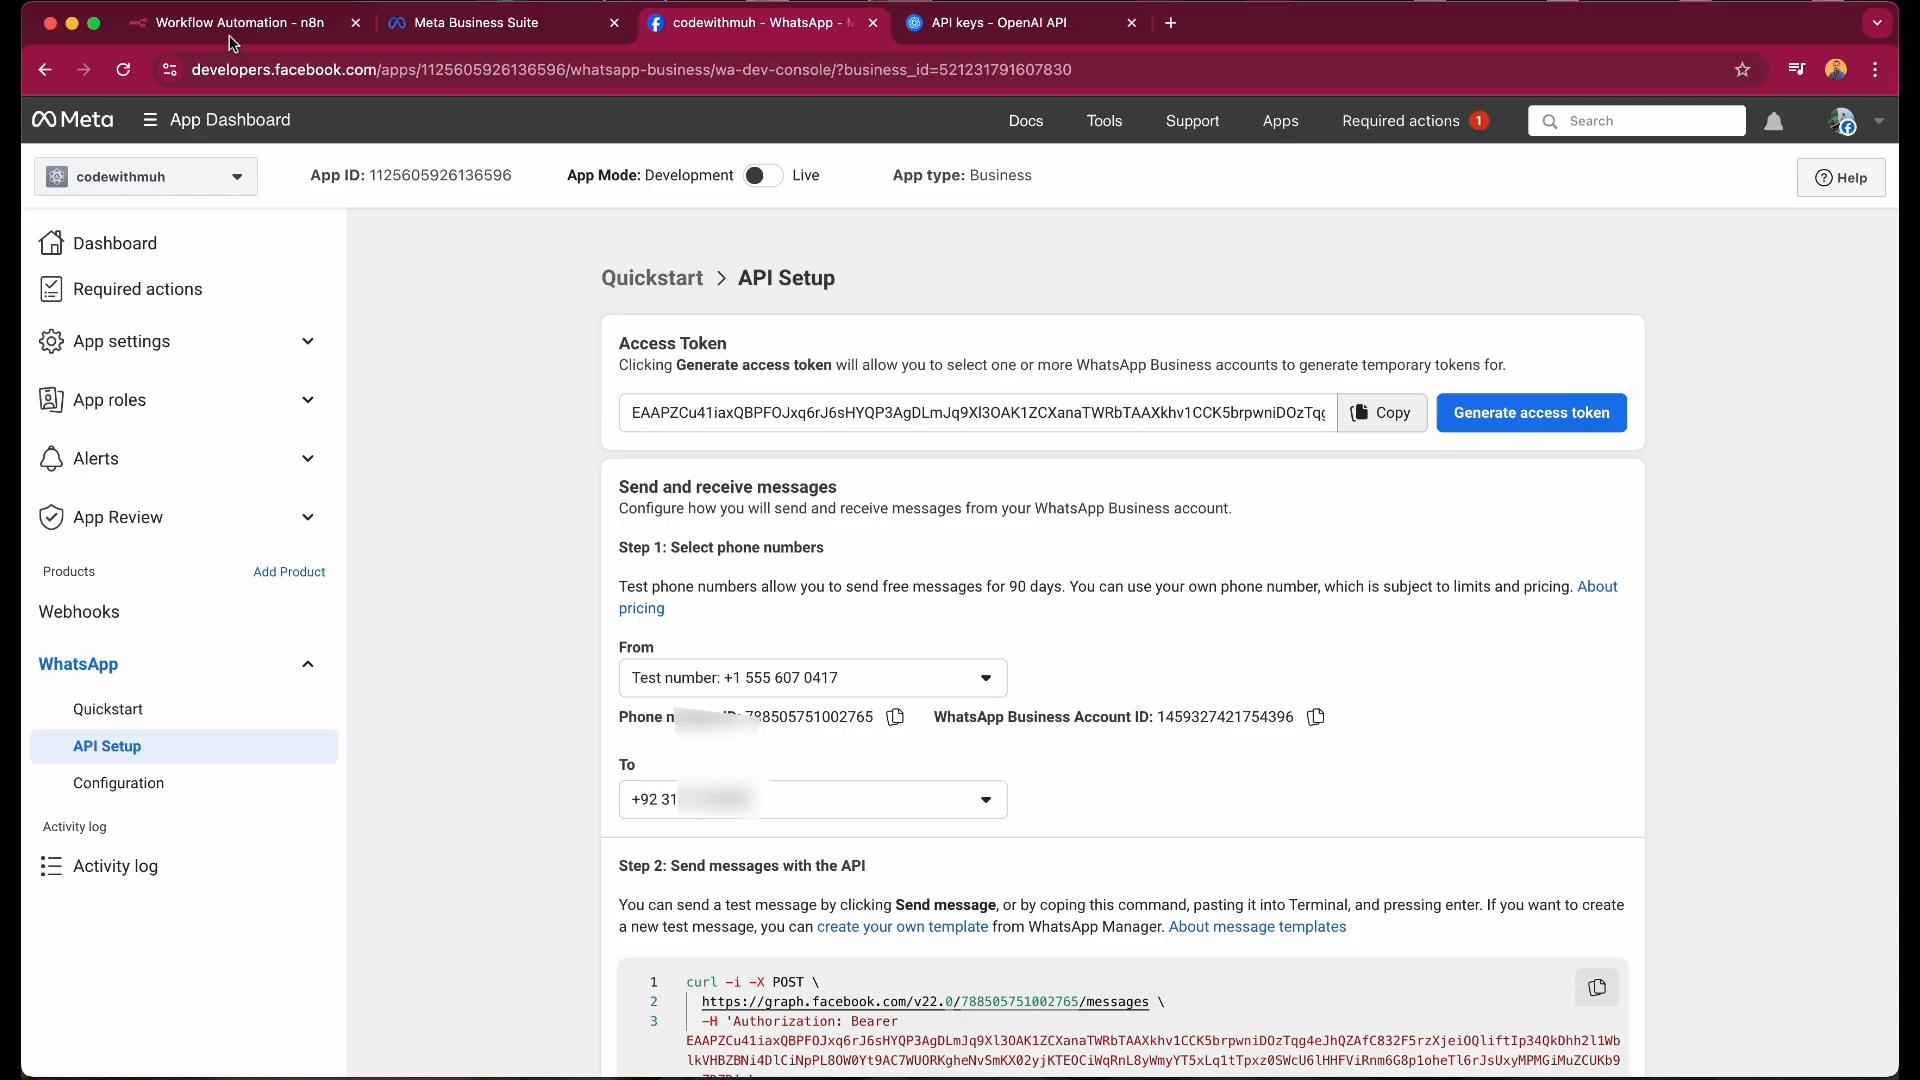 Workflow Automation - n8n
Meta Business Suite
codewithmuh - WhatsApp - M
API keys - OpenAI API
developers.facebook.com/apps/1125605926136596/whatsapp-business/wa-dev-console/?business_id=521231791607830
Meta
App Dashboard
Docs
Tools
Support
Apps
Required actions 1
Search
codewithmuh
App ID: 1125605926136596
App Mode: Development
Live
App type: Business
Help
Dashboard
Required actions
App settings
App roles
Alerts
App Review
Products
Add Product
Webhooks
WhatsApp
Quickstart
API Setup
Configuration
Activity log
Activity log
Quickstart > API Setup
Access Token
Clicking Generate access token will allow you to select one or more WhatsApp Business accounts to generate temporary tokens for.
EAAPZCu41iaxQBPFOJxq6rJ6sHYQP3AgDLmJq9Xl3OAK1ZCXanaTWRbTAAXkhv1CCK5brpwniDOzTqg
Copy
Generate access token
Send and receive messages
Configure how you will send and receive messages from your WhatsApp Business account.
Step 1: Select phone numbers
Test phone numbers allow you to send free messages for 90 days. You can use your own phone number, which is subject to limits and pricing. About
pricing
From
Test number: +1 555 607 0417
Phone n ID: 788505751002765
WhatsApp Business Account ID: 1459327421754396
To
+92 31
Step 2: Send messages with the API
You can send a test message by clicking Send message, or by coping this command, pasting it into Terminal, and pressing enter. If you want to create
a new test message, you can create your own template from WhatsApp Manager. About message templates
1 curl -i -X POST \
2 https://graph.facebook.com/v22.0/788505751002765/messages \
3 -H 'Authorization: Bearer
EAAPZCu41iaxQBPFOJxq6rJ6sHYQP3AgDLmJq9Xl3OAK1ZCXanaTWRbTAAXkhv1CCK5brpwniDOzTqg4eJhQZAfC832F5rzXjeiOQliftIp34QkDhh2l1Wb
lkVHBZBNi4DlCiNpPL8OW0Yt9AC7WUORKgheNvSmKX02yjKTEOCiWqRnL8yWmyYT5xLq1tTpxz0SWcU6lHHFViRnm6G8p1oheTl6rJsUxyMPMGiMuZCUKb9